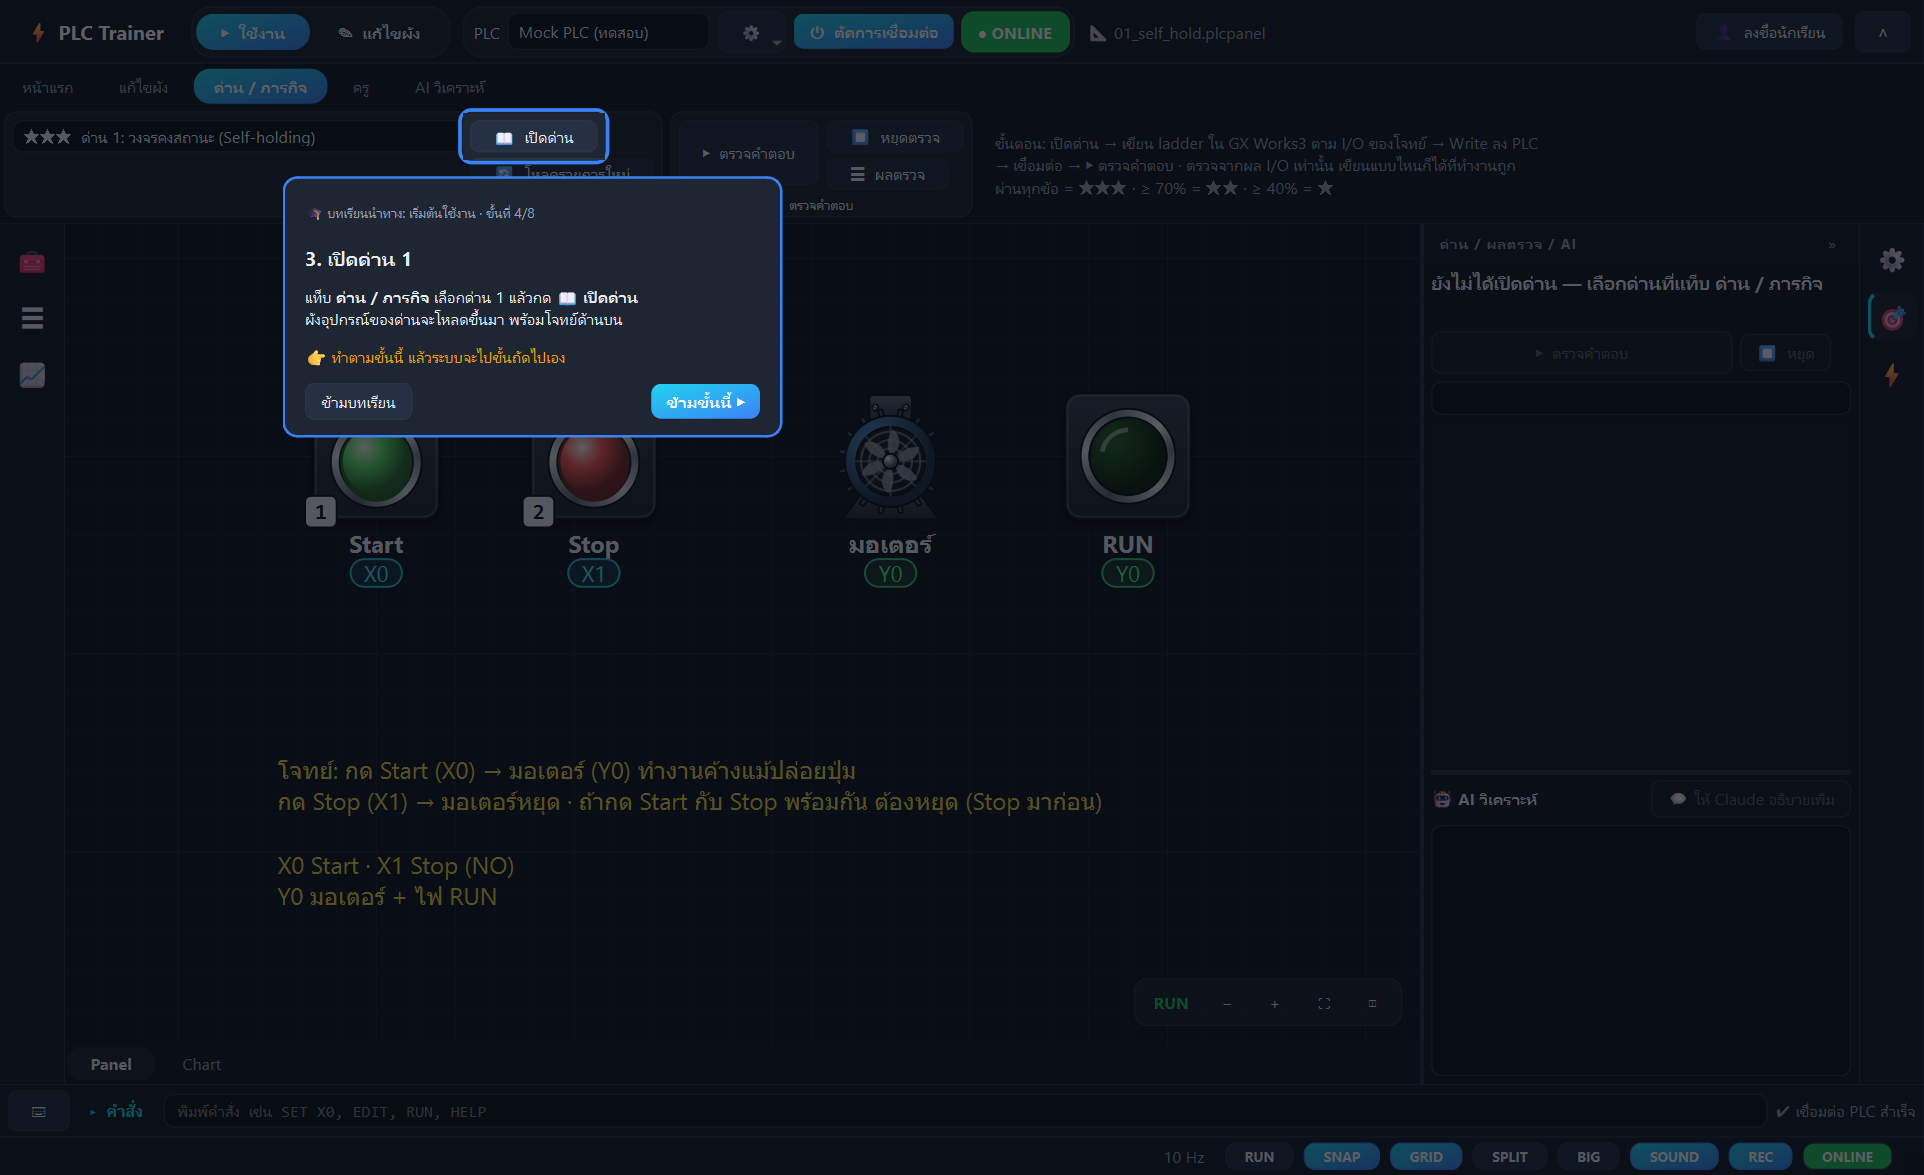 PLC Trainer
ใช้งาน
แก้ไขผัง
PLC
Mock PLC (ทดสอบ)
ตัดการเชื่อมต่อ
● ONLINE
01_self_hold.plcpanel
ลงชื่อนักเรียน
หน้าแรก
แก้ไขผัง
ด่าน / ภารกิจ
ครู
AI วิเคราะห์
★★★ ด่าน 1: วงจรคงสถานะ (Self-holding)
เปิดด่าน
โหลดรายการใหม่
ตรวจคำตอบ
หยุดตรวจ
ผลตรวจ
ตรวจคำตอบ
ขั้นตอน: เปิดด่าน → เขียน ladder ใน GX Works3 ตาม I/O ของโจทย์ → Write ลง PLC
→ เชื่อมต่อ → ▶ ตรวจคำตอบ · ตรวจจากผล I/O เท่านั้น เขียนแบบไหนก็ได้ที่ทำงานถูก
ผ่านทุกข้อ = ★★★ · ≥ 70% = ★★ · ≥ 40% = ★
บทเรียนนำทาง: เริ่มต้นใช้งาน · ขั้นที่ 4/8
3. เปิดด่าน 1
แท็บ ด่าน / ภารกิจ เลือกด่าน 1 แล้วกด 📖 เปิดด่าน
ผังอุปกรณ์ของด่านจะโหลดขึ้นมา พร้อมโจทย์ด้านบน
👉 ทำตามขั้นนี้ แล้วระบบจะไปขั้นถัดไปเอง
ข้ามบทเรียน
ข้ามขั้นนี้ ▶
ด่าน / ผลตรวจ / AI
»
ยังไม่ได้เปิดด่าน — เลือกด่านที่แท็บ ด่าน / ภารกิจ
▶ ตรวจคำตอบ
หยุด
1
2
Start
Stop
มอเตอร์
RUN
X0
X1
Y0
Y0
โจทย์: กด Start (X0) → มอเตอร์ (Y0) ทำงานค้างแม้ปล่อยปุ่ม
กด Stop (X1) → มอเตอร์หยุด · ถ้ากด Start กับ Stop พร้อมกัน ต้องหยุด (Stop มาก่อน)
X0 Start · X1 Stop (NO)
Y0 มอเตอร์ + ไฟ RUN
AI วิเคราะห์
ให้ Claude อธิบายเพิ่ม
RUN
−
+
Panel
Chart
▸ คำสั่ง
พิมพ์คำสั่ง เช่น SET X0, EDIT, RUN, HELP
✔ เชื่อมต่อ PLC สำเร็จ
10 Hz
RUN
SNAP
GRID
SPLIT
BIG
SOUND
REC
ONLINE